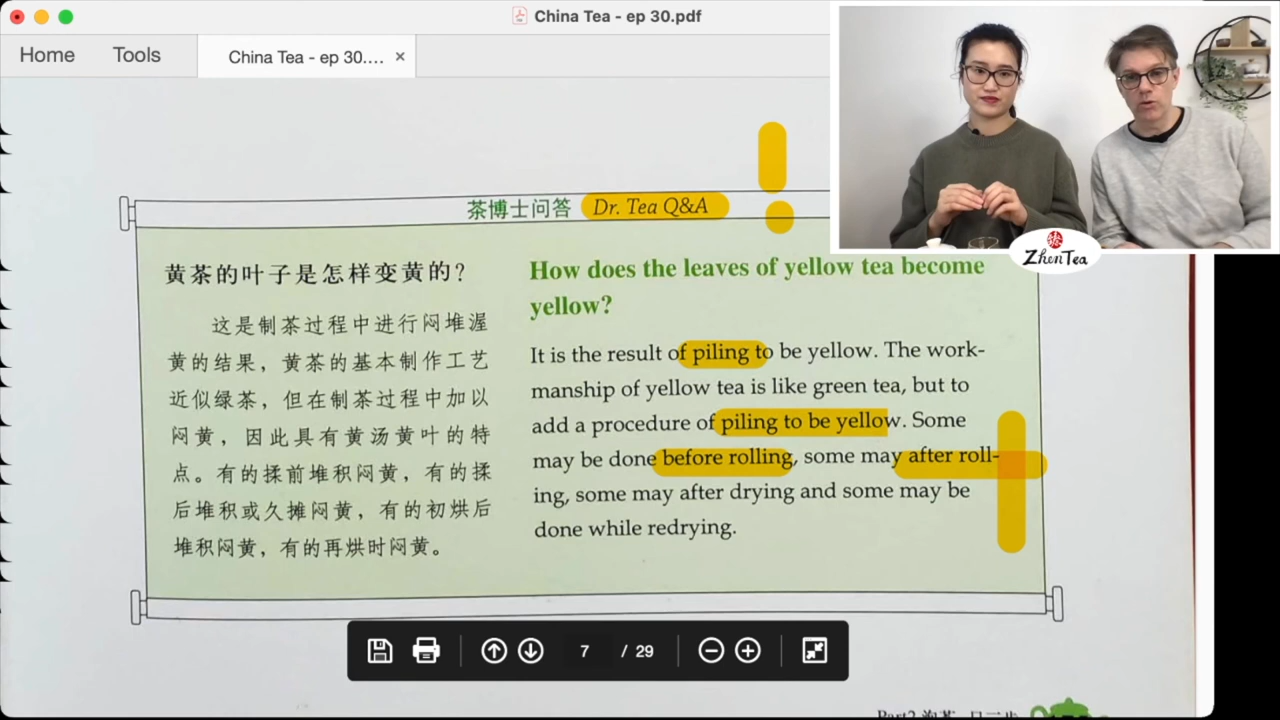 China Tea - ep 30.pdf
Home
Tools
China Tea - ep 30.... ×
珍
ZhenTea
茶博士问答 Dr. Tea Q&A
黄茶的叶子是怎样变黄的？
这是制茶过程中进行闷堆渥
黄的结果，黄茶的基本制作工艺
近似绿茶，但在制茶过程中加以
闷黄，因此具有黄汤黄叶的特
点。有的揉前堆积闷黄，有的揉
后堆积或久摊闷黄，有的初烘后
堆积闷黄，有的再烘时闷黄。
How does the leaves of yellow tea become
yellow?
It is the result of piling to be yellow. The work-
manship of yellow tea is like green tea, but to
add a procedure of piling to be yellow. Some
may be done before rolling, some may after roll-
ing, some may after drying and some may be
done while redrying.
7 / 29